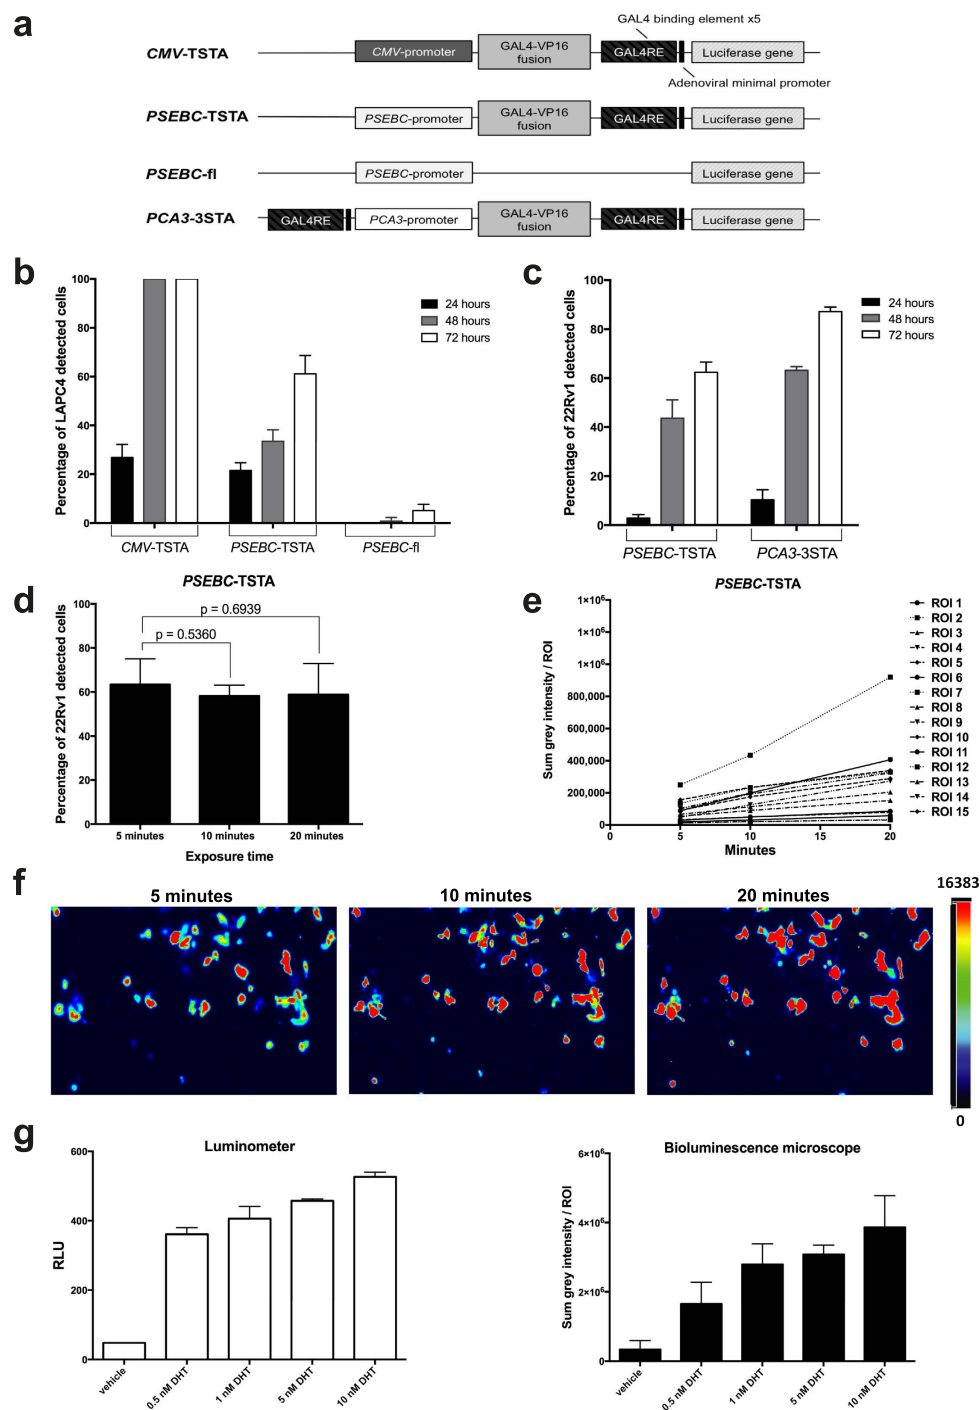 a
GAL4 binding element x5
CMV-TSTA
CMV-promoter
GAL4-VP16
fusion
GAL4RE
Luciferase gene
Adenoviral minimal promoter
PSEBC-TSTA
PSEBC-promoter
GAL4-VP16
fusion
GAL4RE
Luciferase gene
PSEBC-fl
PSEBC-promoter
Luciferase gene
PCA3-3STA
GAL4RE
PCA3-promoter
GAL4-VP16
fusion
GAL4RE
Luciferase gene
b
Percentage of LAPC4 detected cells
100
80
60
40
20
0
24 hours
48 hours
72 hours
CMV-TSTA
PSEBC-TSTA
PSEBC-fl
c
Percentage of 22Rv1 detected cells
100
80
60
40
20
0
24 hours
48 hours
72 hours
PSEBC-TSTA
PCA3-3STA
d
PSEBC-TSTA
Percentage of 22Rv1 detected cells
100
80
60
40
20
0
p = 0.6939
p = 0.5360
5 minutes
10 minutes
20 minutes
Exposure time
e
PSEBC-TSTA
Sum grey intensity / ROI
1×10⁶
1×10⁶
1×10⁶
800,000
600,000
400,000
200,000
0
0
5
10
15
20
Minutes
ROI 1
ROI 2
ROI 3
ROI 4
ROI 5
ROI 6
ROI 7
ROI 8
ROI 9
ROI 10
ROI 11
ROI 12
ROI 13
ROI 14
ROI 15
f
5 minutes
10 minutes
20 minutes
16383
0
g
Luminometer
RLU
600
400
200
0
vehicle
0.5 nM DHT
1 nM DHT
5 nM DHT
10 nM DHT
Bioluminescence microscope
Sum grey intensity / ROI
6×10⁶
4×10⁶
2×10⁶
0
vehicle
0.5 nM DHT
1 nM DHT
5 nM DHT
10 nM DHT